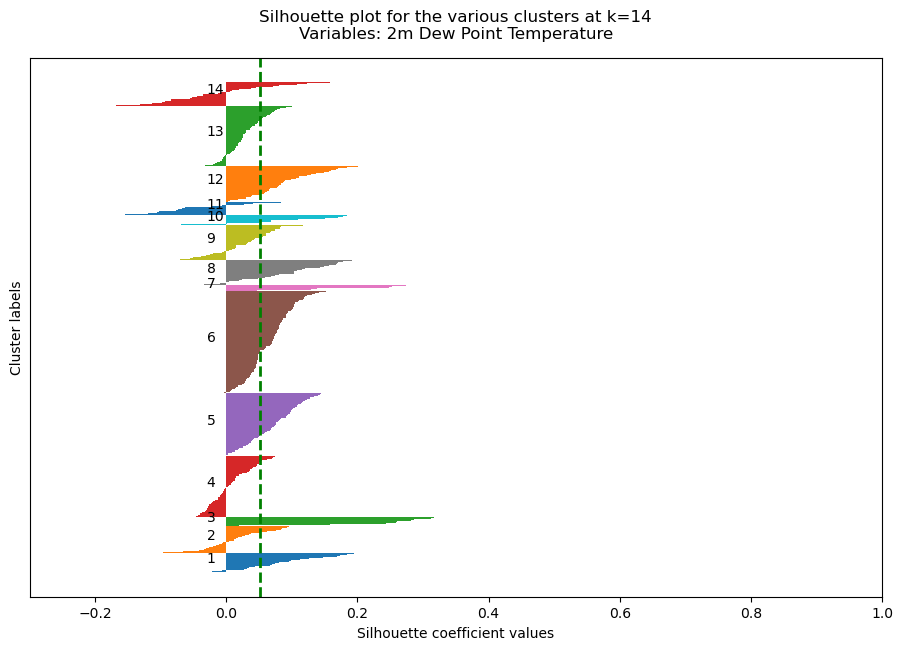 Silhouette plot for the various clusters at k=14
Variables: 2m Dew Point Temperature
Cluster labels
14
13
12
11
10
9
8
7
6
5
4
3
2
1
−0.2 0.0 0.2 0.4 0.6 0.8 1.0
Silhouette coefficient values